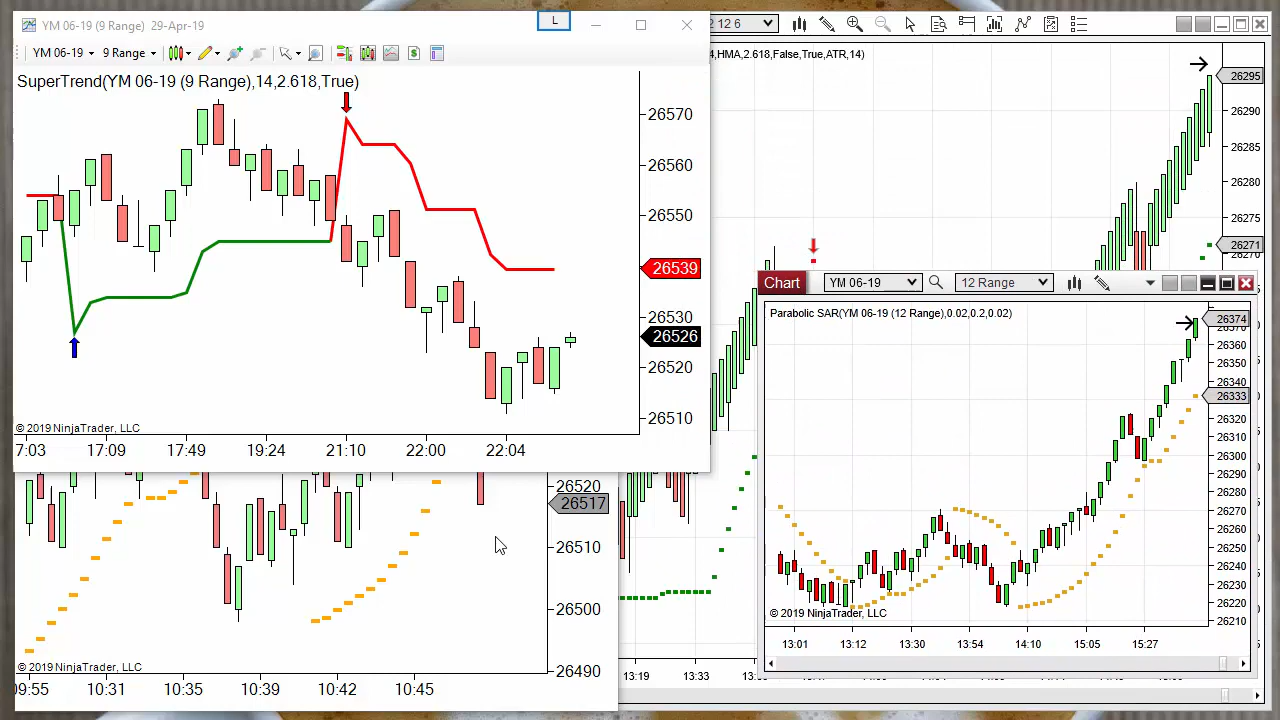 YM 06-19 (9 Range) 29-Apr-19
L
YM 06-19 9 Range
SuperTrend(YM 06-19 (9 Range),14,2.618,True)
26570
26560
26550
26539
26530
26526
26520
26510
© 2019 NinjaTrader, LLC
7:03 17:09 17:49 19:24 21:10 22:00 22:04
26520
26517
26510
26500
26490
© 2019 NinjaTrader, LLC
09:55 10:31 10:35 10:39 10:42 10:45
2 12 6
4,HMA,2.618,False,True,ATR,14)
26295
26290
26285
26280
26275
26271
13:19 13:33
Chart YM 06-19 12 Range
Parabolic SAR(YM 06-19 (12 Range),0.02,0.2,0.02)
26374
26360
26350
26340
26333
26320
26310
26300
26290
26280
26270
26260
26250
26240
26230
26220
26210
© 2019 NinjaTrader, LLC
13:01 13:12 13:30 13:54 14:10 15:05 15:27